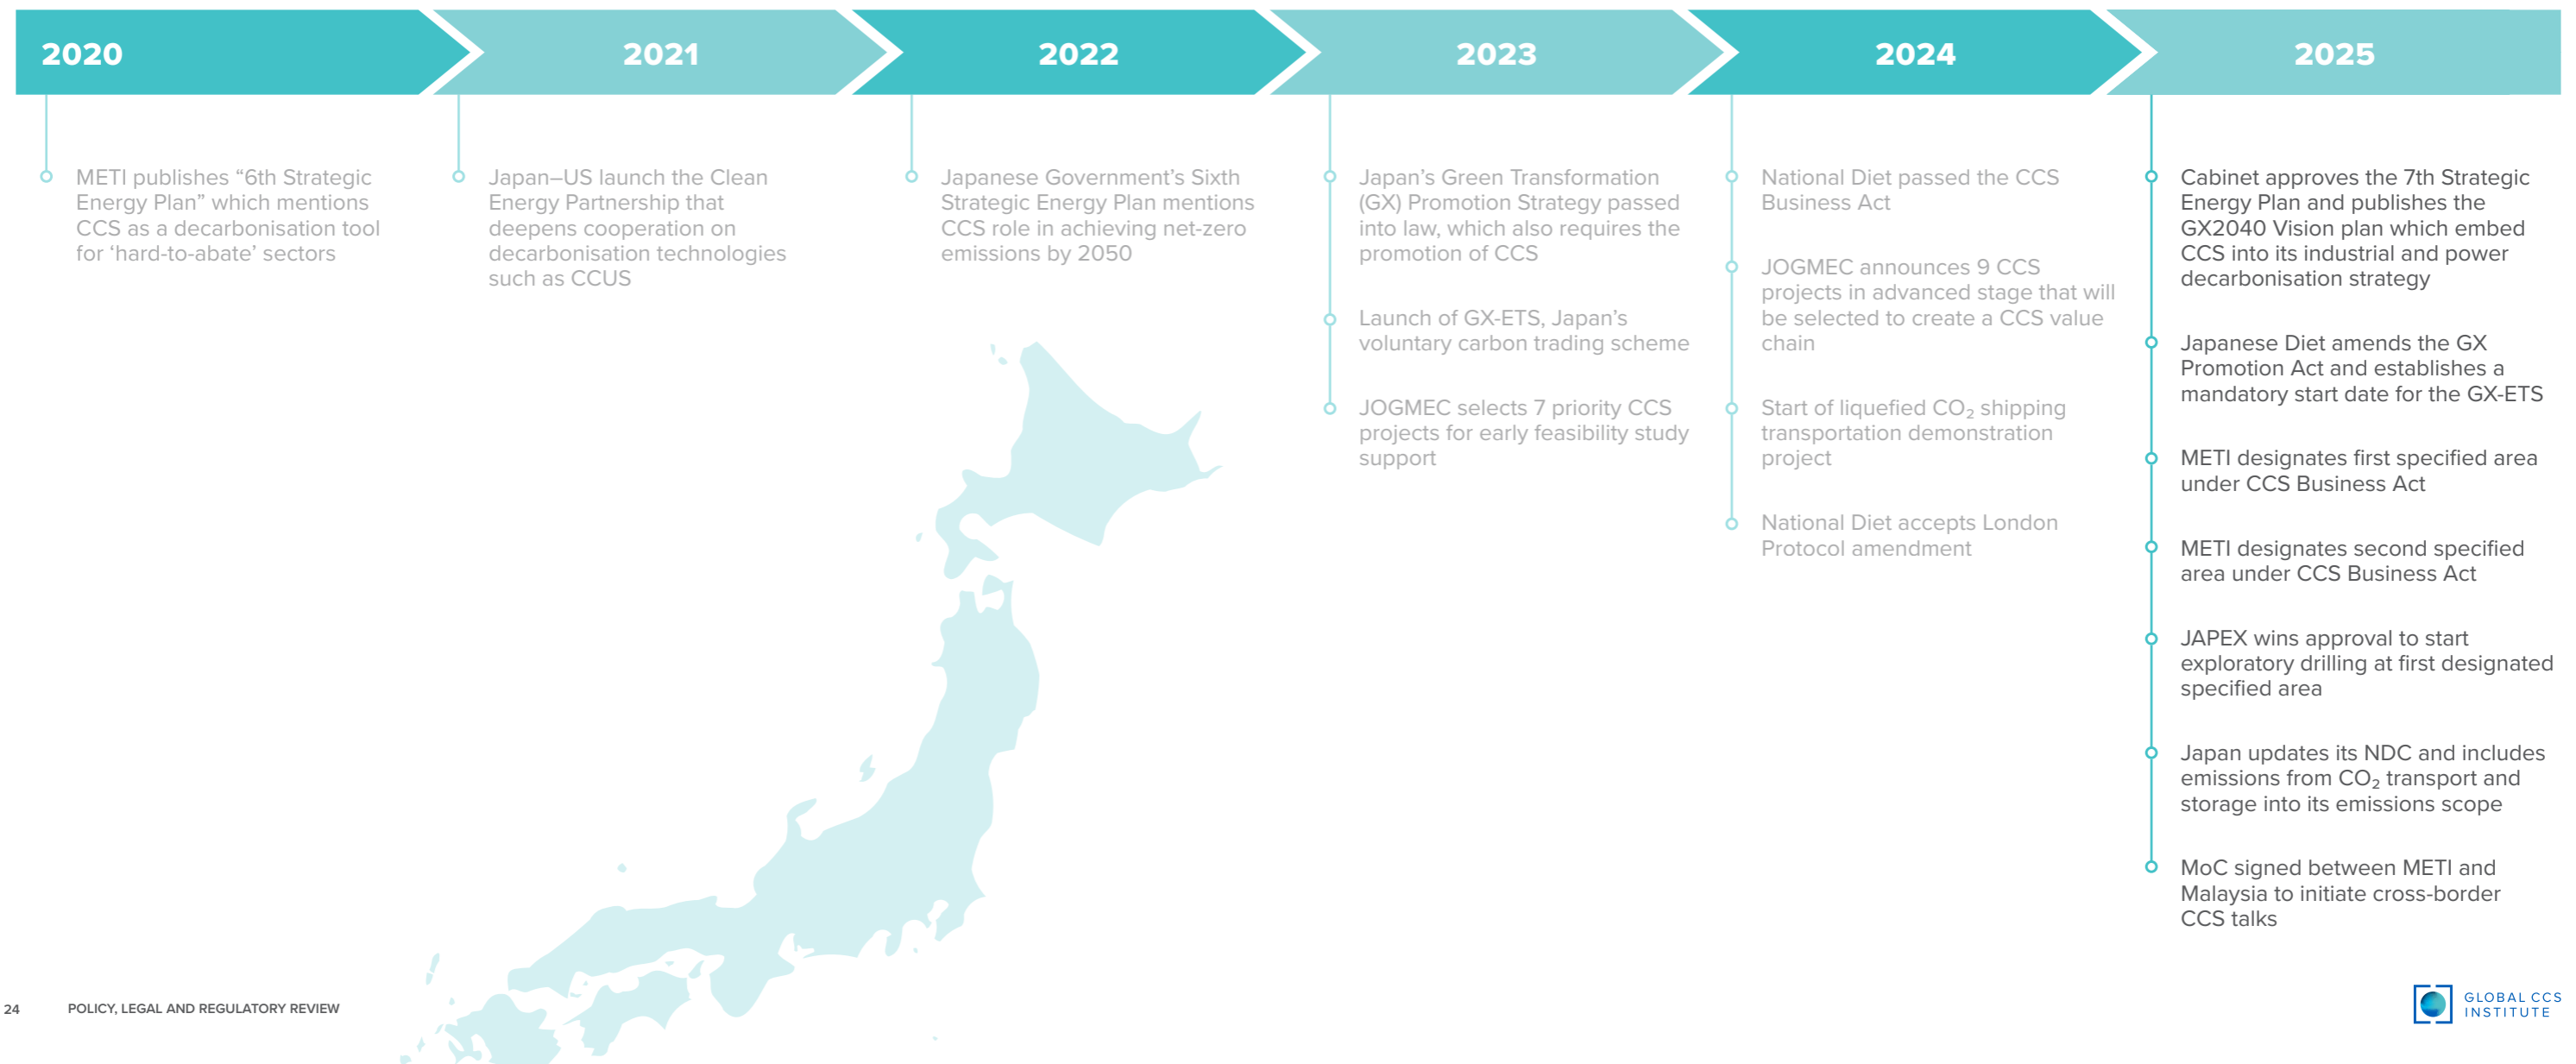 2020
2021
2022
2023
2024
2025
METI publishes “6th Strategic
Energy Plan” which mentions
CCS as a decarbonisation tool
for ‘hard-to-abate’ sectors
Japan–US launch the Clean
Energy Partnership that
deepens cooperation on
decarbonisation technologies
such as CCUS
Japanese Government’s Sixth
Strategic Energy Plan mentions
CCS role in achieving net-zero
emissions by 2050
Japan’s Green Transformation
(GX) Promotion Strategy passed
into law, which also requires the
promotion of CCS
Launch of GX-ETS, Japan’s
voluntary carbon trading scheme
JOGMEC selects 7 priority CCS
projects for early feasibility study
support
National Diet passed the CCS
Business Act
JOGMEC announces 9 CCS
projects in advanced stage that will
be selected to create a CCS value
chain
Start of liquefied CO₂ shipping
transportation demonstration
project
National Diet accepts London
Protocol amendment
Cabinet approves the 7th Strategic
Energy Plan and publishes the
GX2040 Vision plan which embed
CCS into its industrial and power
decarbonisation strategy
Japanese Diet amends the GX
Promotion Act and establishes a
mandatory start date for the GX-ETS
METI designates first specified area
under CCS Business Act
METI designates second specified
area under CCS Business Act
JAPEX wins approval to start
exploratory drilling at first designated
specified area
Japan updates its NDC and includes
emissions from CO₂ transport and
storage into its emissions scope
MoC signed between METI and
Malaysia to initiate cross-border
CCS talks
24 POLICY, LEGAL AND REGULATORY REVIEW
GLOBAL CCS
INSTITUTE